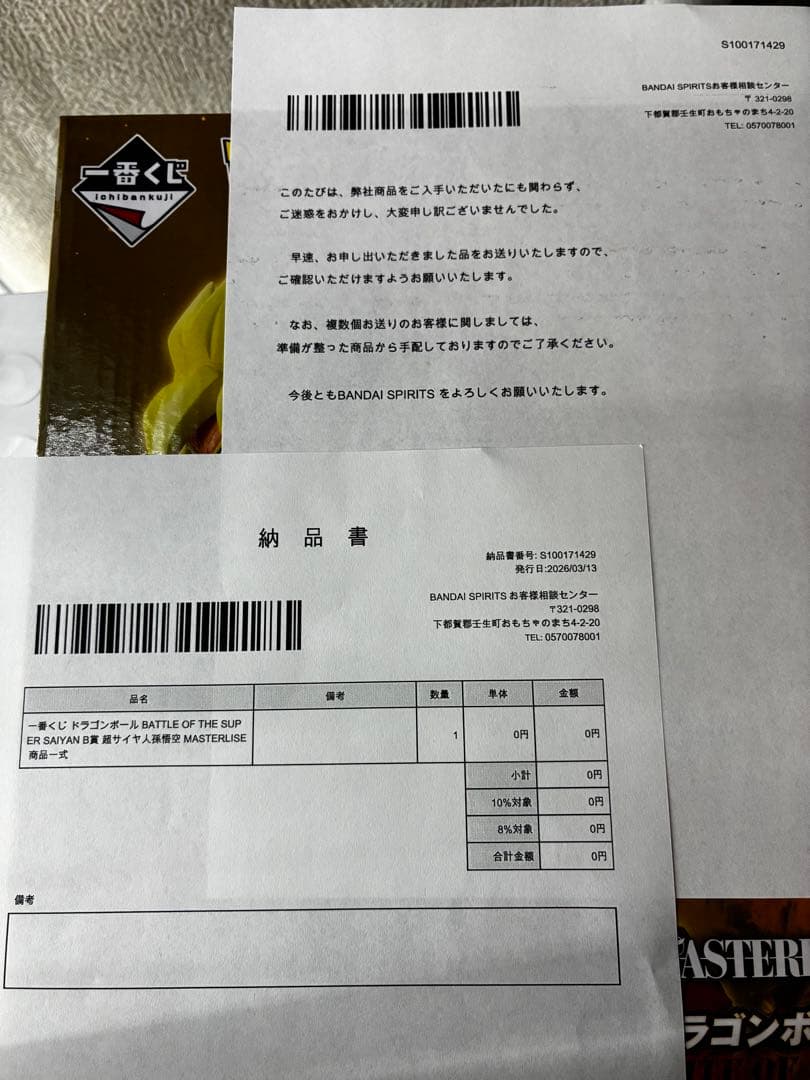 S100171429
BANDAI SPIRITSお客様相談センター
〒 321-0298
下都賀郡壬生町おもちゃのまち4-2-20
TEL: 0570078001
一番くじ
ichibankuji
このたびは、弊社商品をご入手いただいたにも関わらず、
ご迷惑をおかけし、大変申し訳ございませんでした。
早速、お申し出いただきました品をお送りいたしますので、
ご確認いただけますようお願いいたします。
なお、複数個お送りのお客様に関しましては、
準備が整った商品から手配しておりますのでご了承ください。
今後ともBANDAI SPIRITS をよろしくお願いいたします。
納 品 書
納品書番号: S100171429
発行日:2026/03/13
BANDAI SPIRITS お客様相談センター
〒321-0298
下都賀郡壬生町おもちゃのまち4-2-20
TEL: 0570078001
品名 備考 数量 単体 金額
一番くじ ドラゴンボール BATTLE OF THE SUP
ER SAIYAN B賞 超サイヤ人孫悟空 MASTERLISE
商品一式
1 0円 0円
小計 0円
10%対象 0円
8%対象 0円
合計金額 0円
備考
ASTERL
ラゴンボ